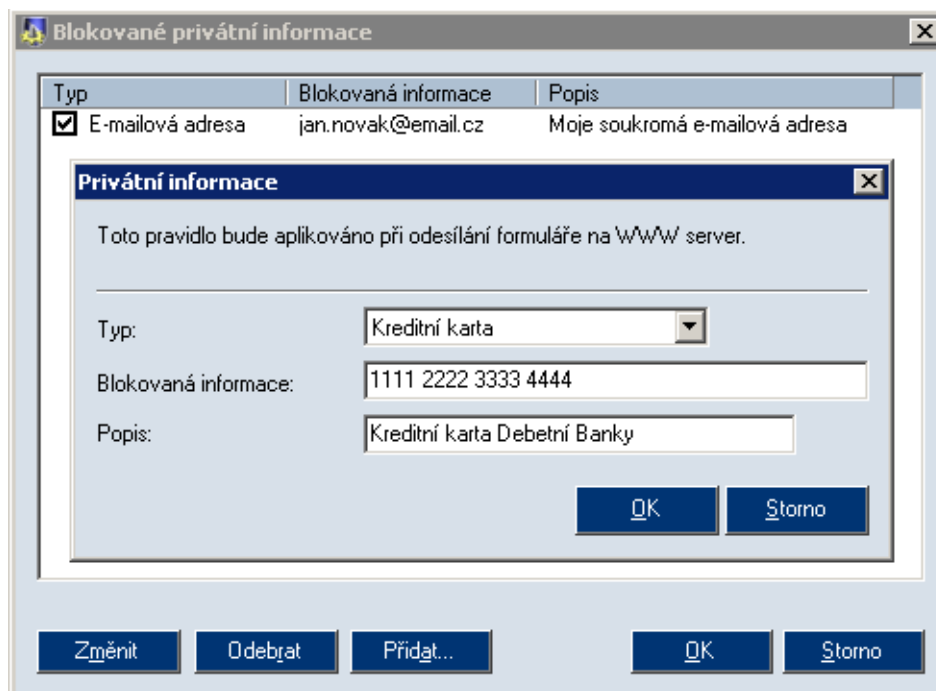 Blokované privátní informace
Typ Blokovaná informace Popis
E-mailová adresa jan.novak@email.cz Moje soukromá e-mailová adresa
Privátní informace
Toto pravidlo bude aplikováno při odesílání formuláře na WWW server.
Typ: Kreditní karta
Blokovaná informace: 1111 2222 3333 4444
Popis: Kreditní karta Debetní Banky
OK Storno
Změnit Odebrat Přidat... OK Storno